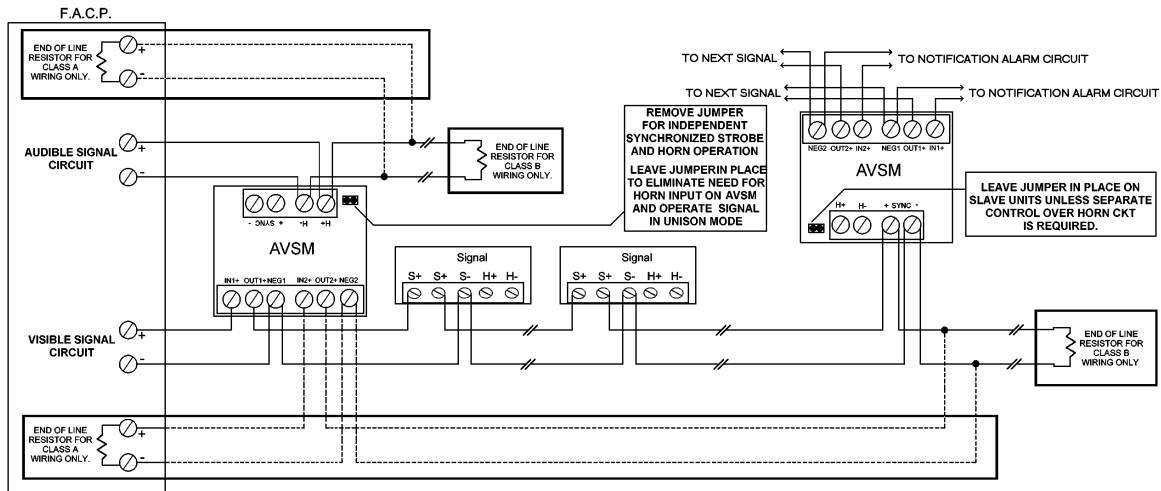 F.A.C.P.
END OF LINE
RESISTOR FOR
CLASS A
WIRING ONLY.
+
-
AUDIBLE SIGNAL
CIRCUIT
+
-
END OF LINE
RESISTOR FOR
CLASS B
WIRING ONLY.
REMOVE JUMPER
FOR INDEPENDENT
SYNCHRONIZED STROBE
AND HORN OPERATION
LEAVE JUMPERIN PLACE
TO ELIMINATE NEED FOR
HORN INPUT ON AVSM
AND OPERATE SIGNAL
IN UNISON MODE
TO NEXT SIGNAL
TO NOTIFICATION ALARM CIRCUIT
TO NEXT SIGNAL
TO NOTIFICATION ALARM CIRCUIT
NEG2 OUT2+ IN2+ NEG1 OUT1+ IN1+
AVSM
H+ H- + SYNC -
LEAVE JUMPER IN PLACE ON
SLAVE UNITS UNLESS SEPARATE
CONTROL OVER HORN CKT
IS REQUIRED.
- SYNC + H- H+
AVSM
IN1+ OUT1+ NEG1 IN2+ OUT2+ NEG2
Signal
S+ S+ S- H+ H-
Signal
S+ S+ S- H+ H-
VISIBLE SIGNAL
CIRCUIT
+
-
END OF LINE
RESISTOR FOR
CLASS B
WIRING ONLY
END OF LINE
RESISTOR FOR
CLASS A
WIRING ONLY.
+
-